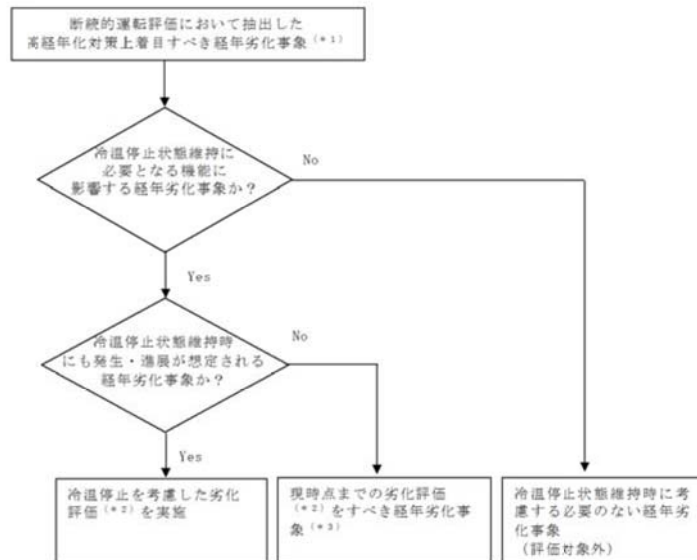 断続的運転評価において抽出した
高経年化対策上着目すべき経年劣化事象(*1)
冷温停止状態維持に
必要となる機能に
影響する経年劣化事象か?
No
Yes
冷温停止状態維持時
にも発生・進展が想定される
経年劣化事象か?
No
Yes
冷温停止を考慮した劣化
評価(*2)を実施
現時点までの劣化評価
(*2)をすべき経年劣化事
象(*3)
冷温停止状態維持時に考
慮する必要のない経年劣
化事象
(評価対象外)